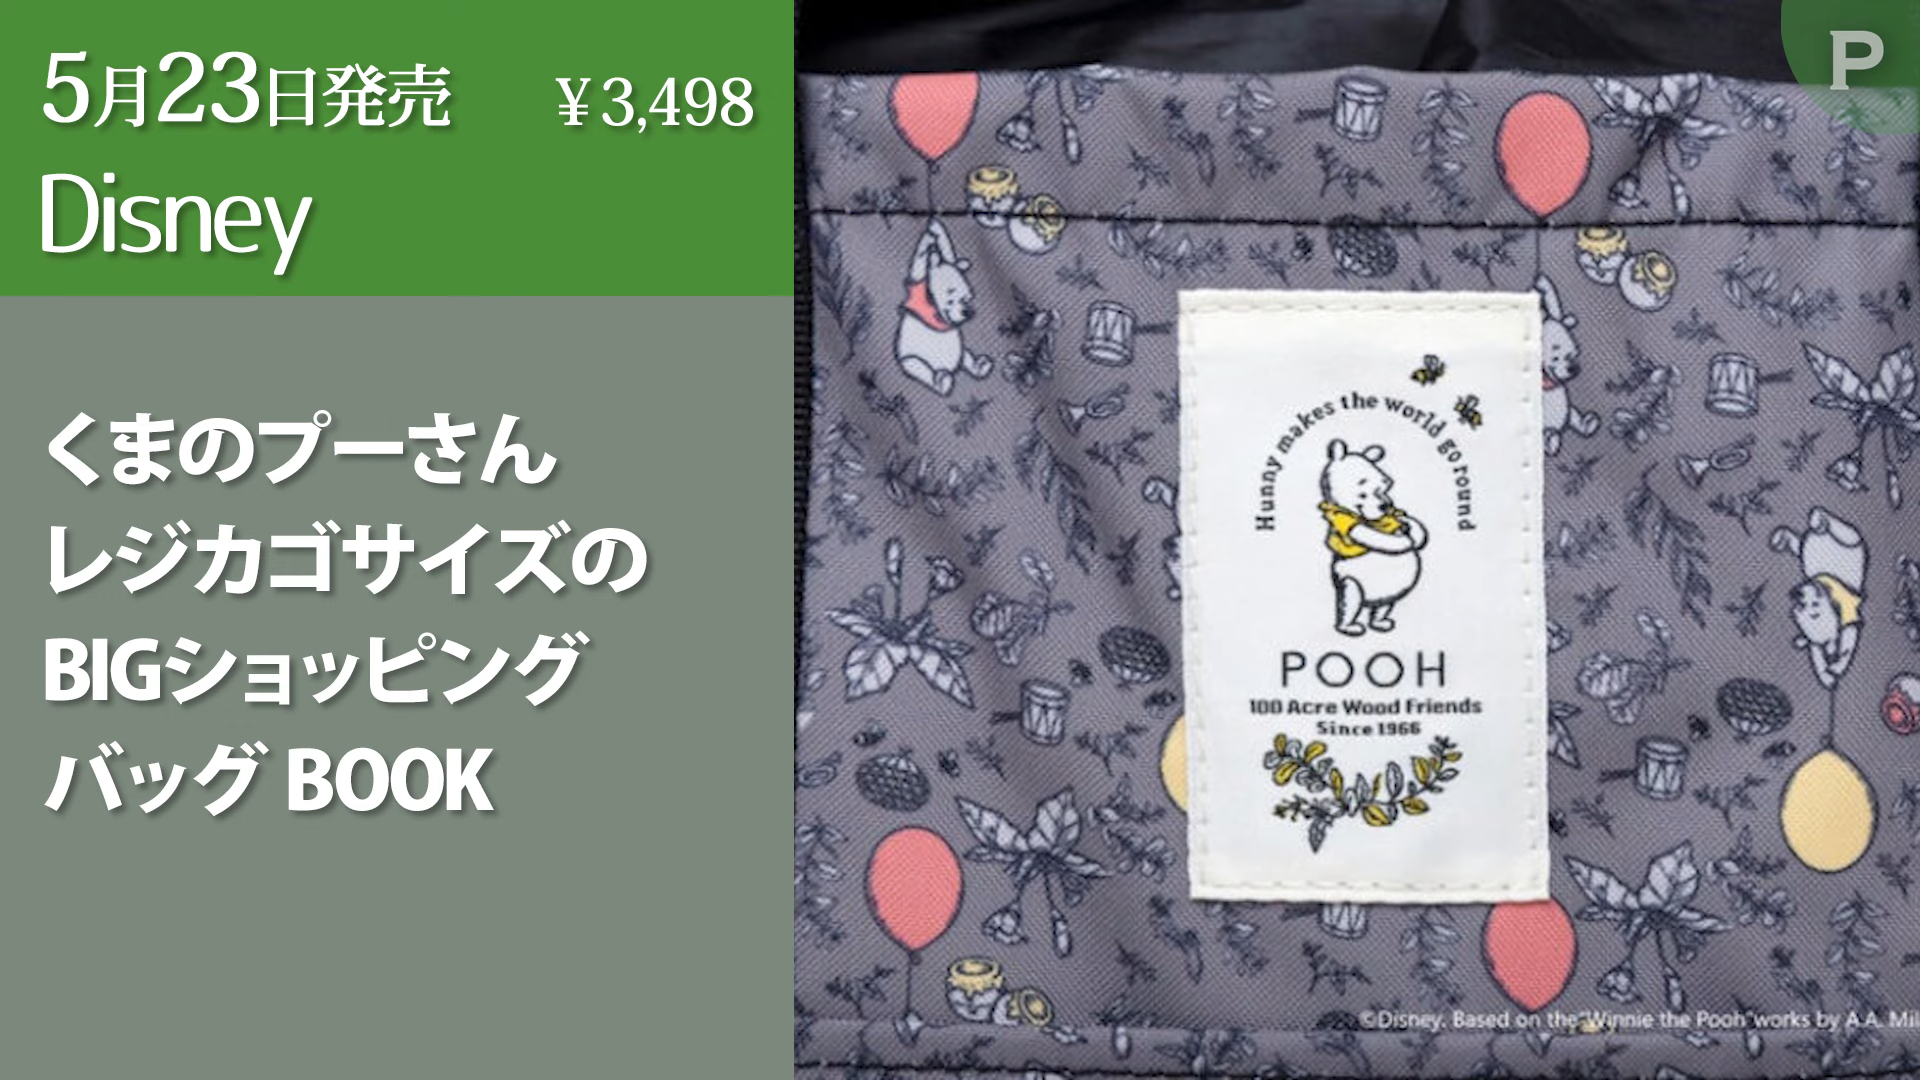 5月23日発売 ￥3,498
Disney
くまのプーさん
レジカゴサイズの
BIGショッピング
バッグ BOOK
P
Hunny makes the world go round
POOH
100 Acre Wood Friends
Since 1966
©Disney. Based on the"Winnie the Pooh"works by A.A. Mil